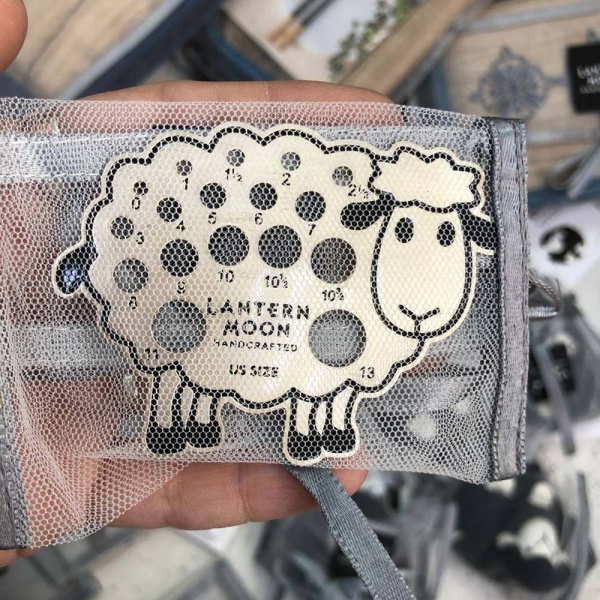 0 1 1½ 2 2½
3 4 5 6 7
8 9 10 10½ 10¾
LANTERN
MOON
HANDCRAFTED
11 US SIZE 13